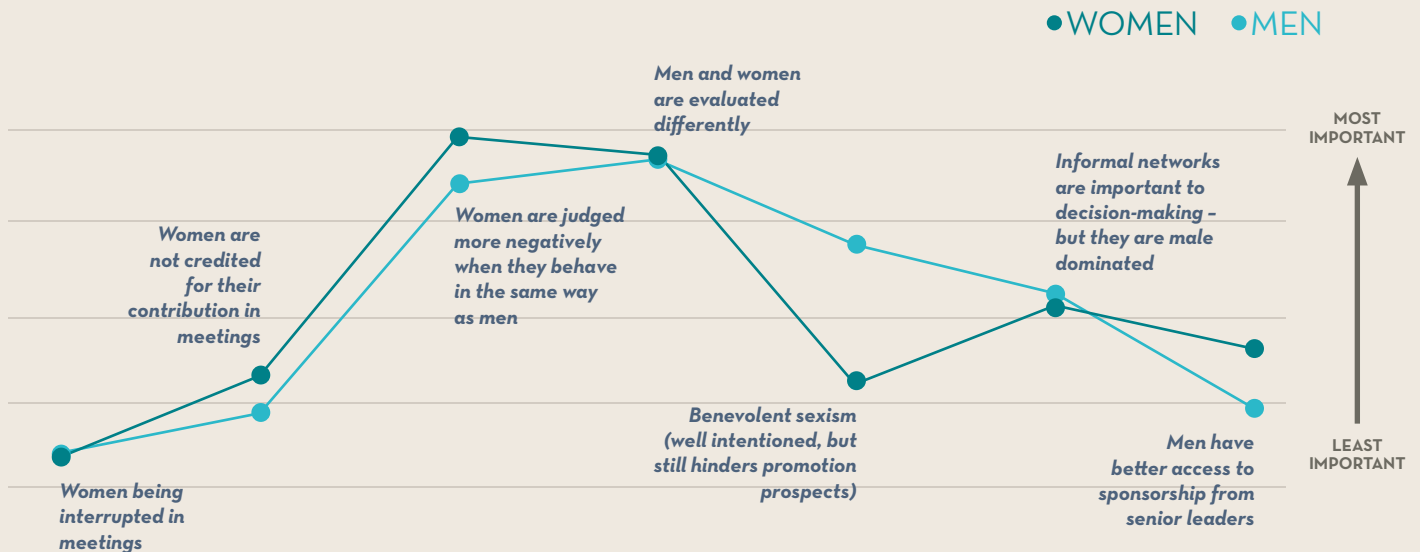 WOMEN MEN
Men and women
are evaluated
differently
MOST
IMPORTANT
Informal networks
are important to
decision-making –
but they are male
dominated
Women are judged
more negatively
when they behave
in the same way
as men
Women are
not credited
for their
contribution in
meetings
Benevolent sexism
(well intentioned, but
still hinders promotion
prospects)
Men have
better access to
sponsorship from
senior leaders
LEAST
IMPORTANT
Women being
interrupted in
meetings